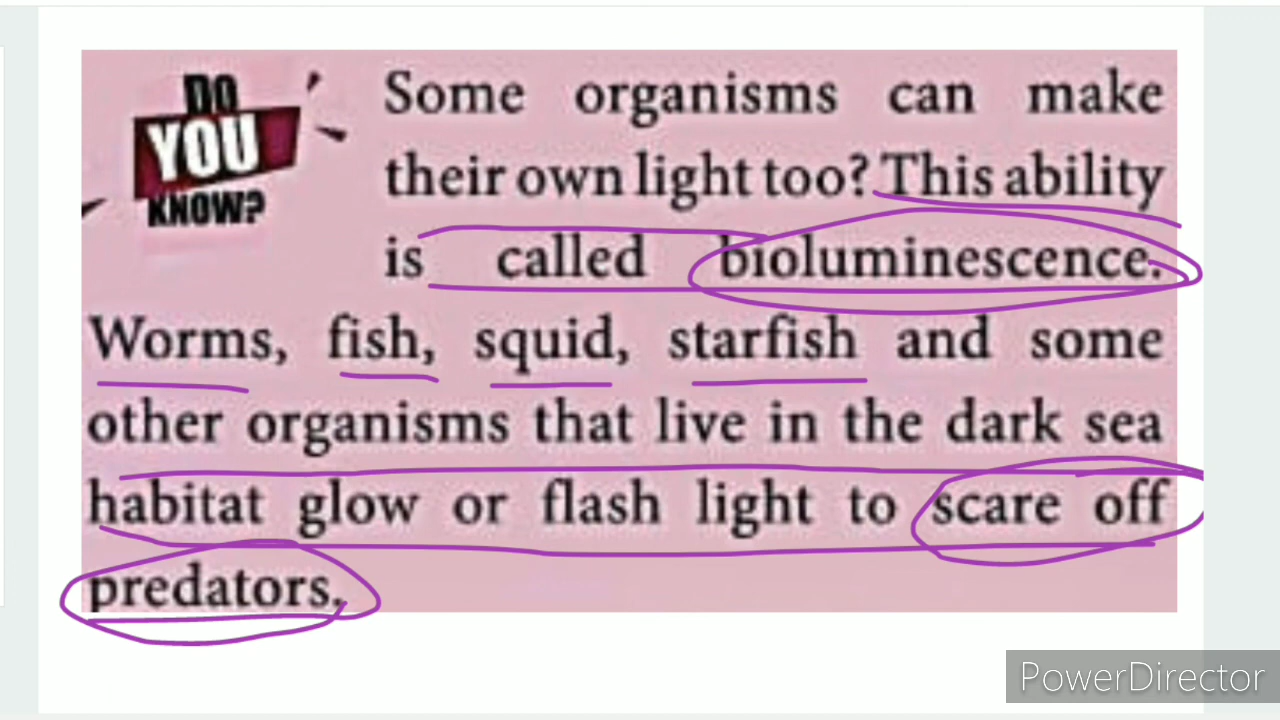 DO
YOU
KNOW?
Some organisms can make
their own light too? This ability
is called bioluminescence.
Worms, fish, squid, starfish and some
other organisms that live in the dark sea
habitat glow or flash light to scare off
predators.
PowerDirector